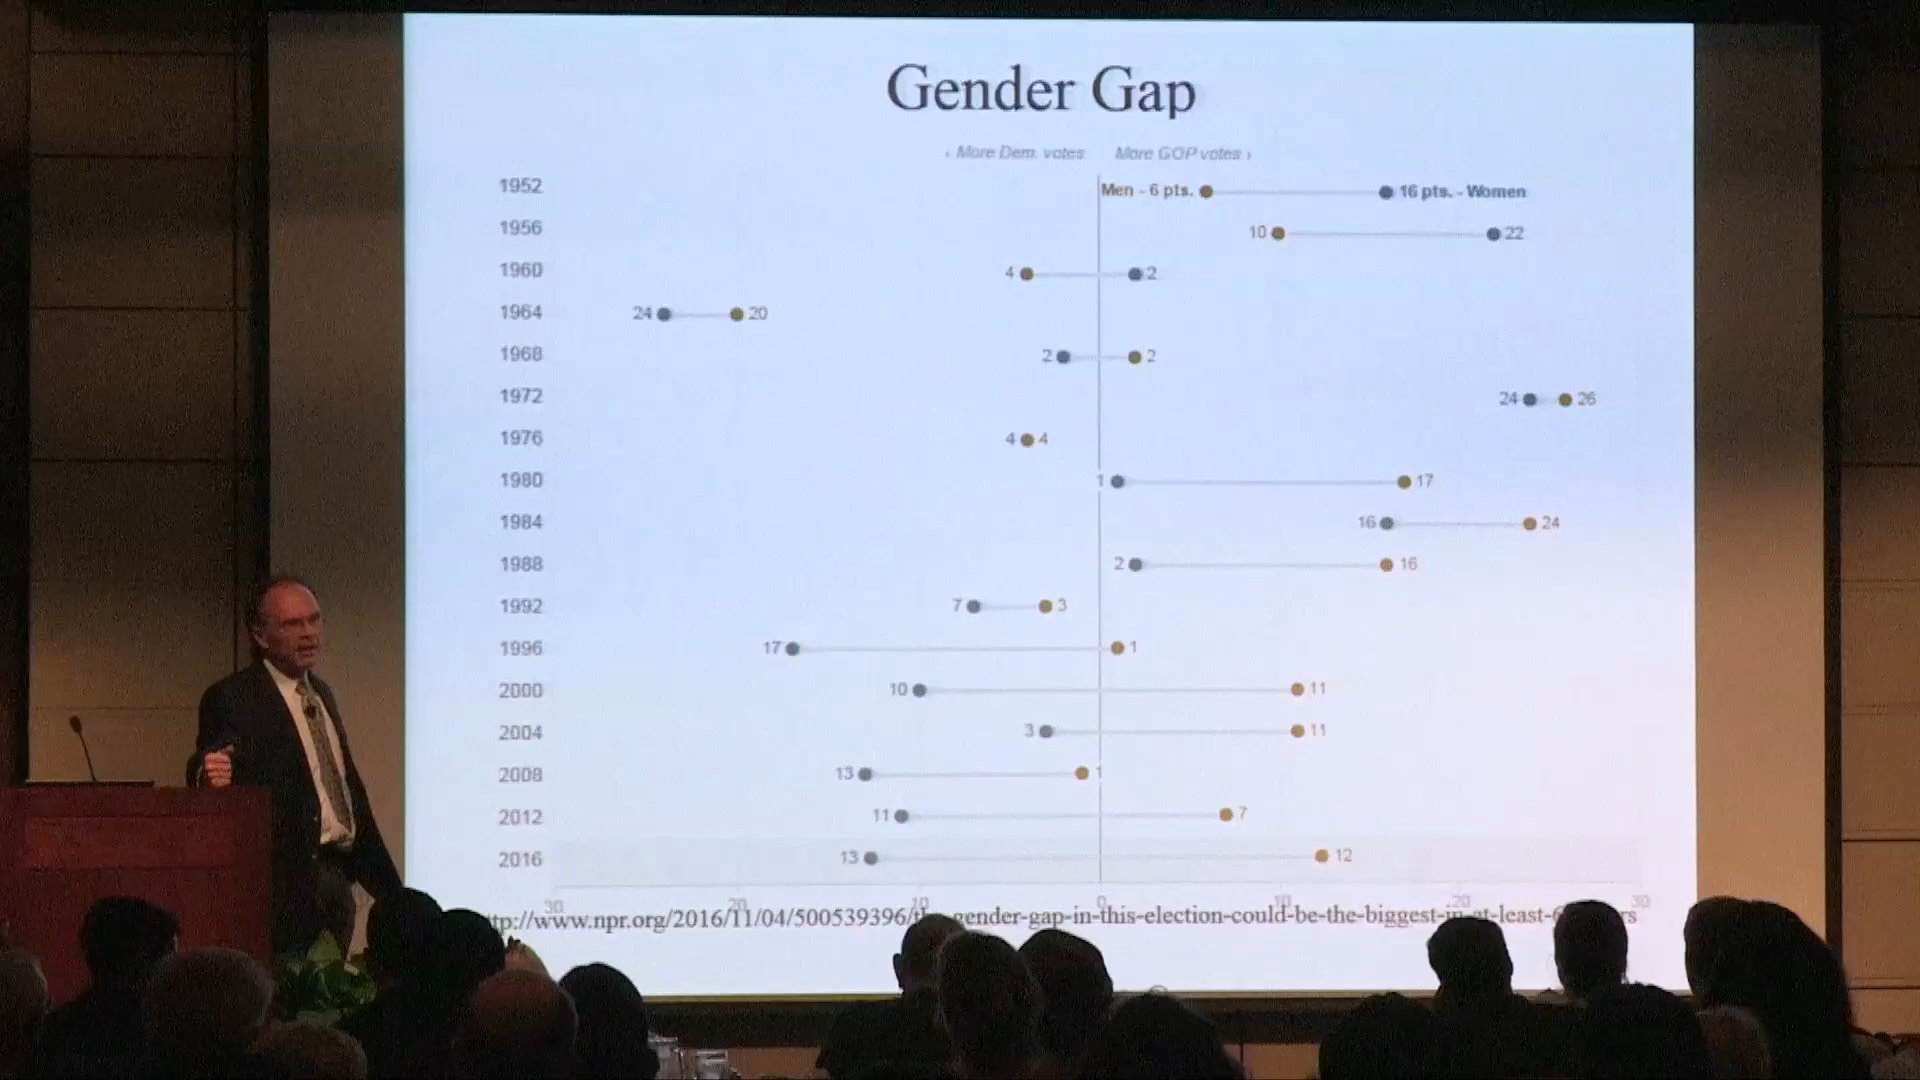 Gender Gap
‹ More Dem. votes More GOP votes ›
1952 Men - 6 pts. 16 pts. - Women
1956 10 22
1960 4 2
1964 24 20
1968 2 2
1972 24 26
1976 4 4
1980 1 17
1984 16 24
1988 2 16
1992 7 3
1996 17 1
2000 10 11
2004 3 11
2008 13 1
2012 11 7
2016 13 12
30 20 10 0 10 20 30
ttp://www.npr.org/2016/11/04/500539396/th gender-gap-in-this-election-could-be-the-biggest-in-at-least-6 rs